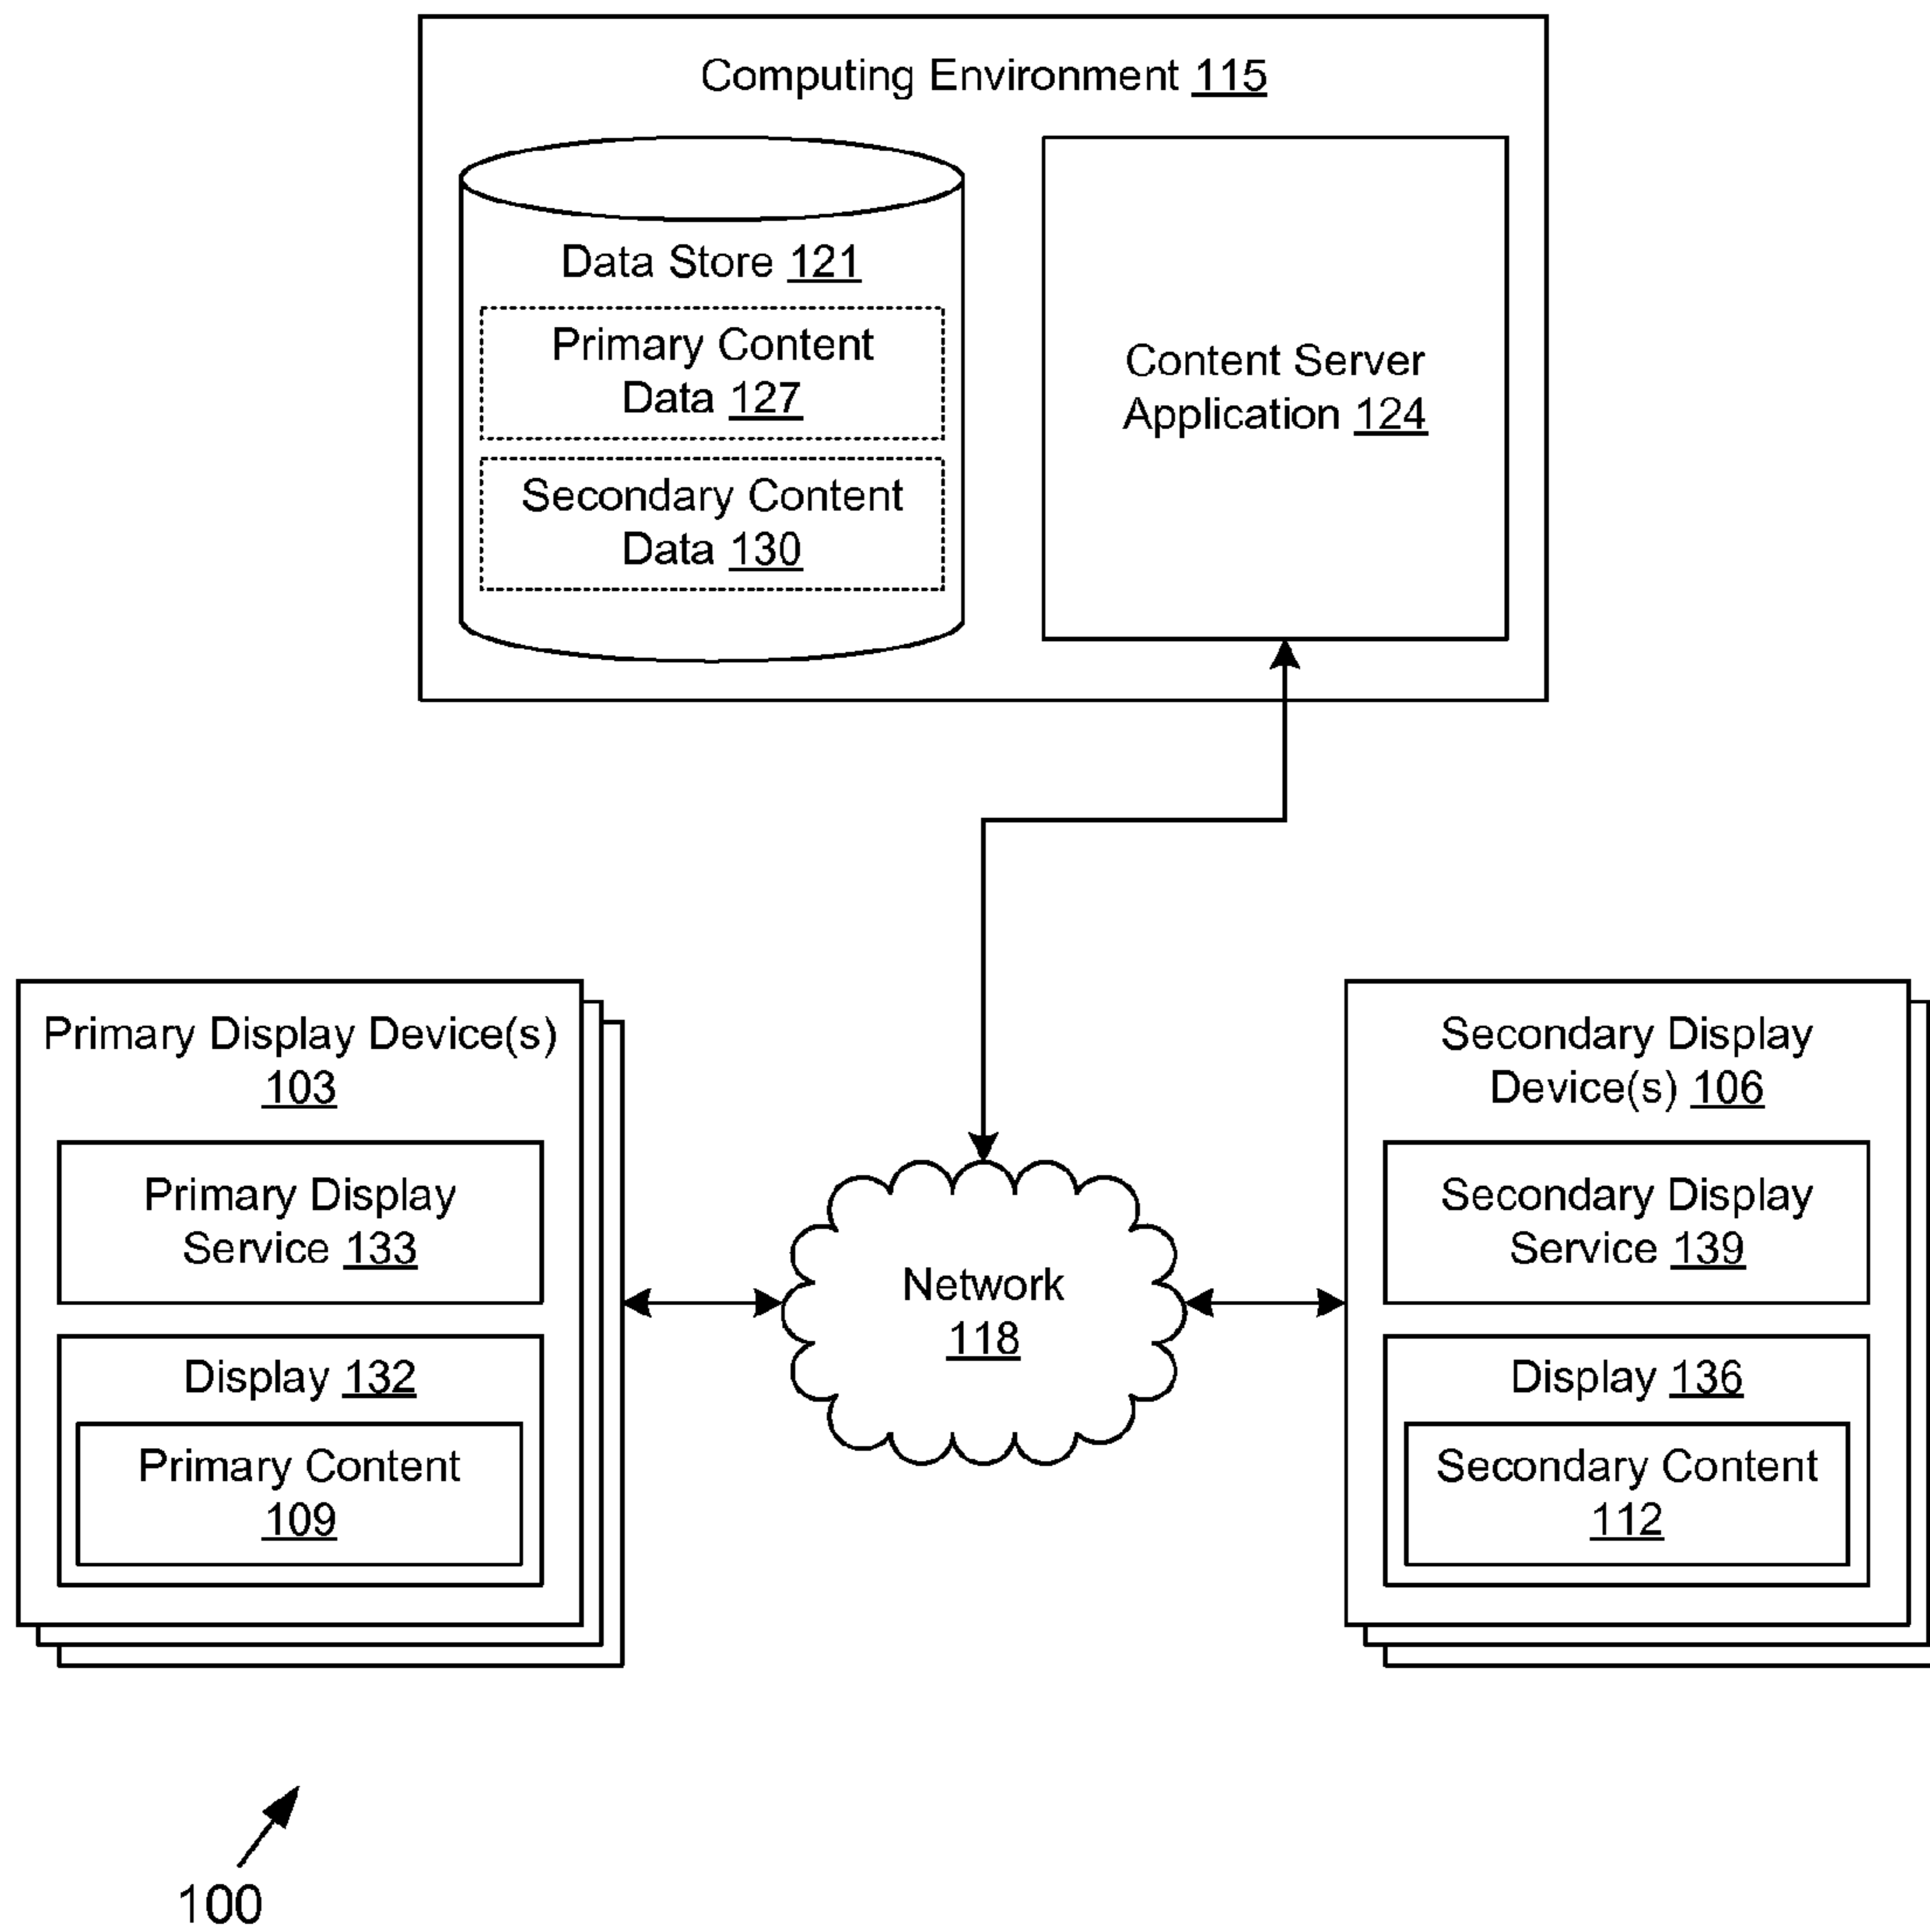 Computing Environment 115
Data Store 121
Primary Content
Data 127
Secondary Content
Data 130
Content Server
Application 124
Primary Display Device(s)
103
Primary Display
Service 133
Display 132
Primary Content
109
Network
118
Secondary Display
Device(s) 106
Secondary Display
Service 139
Display 136
Secondary Content
112
100